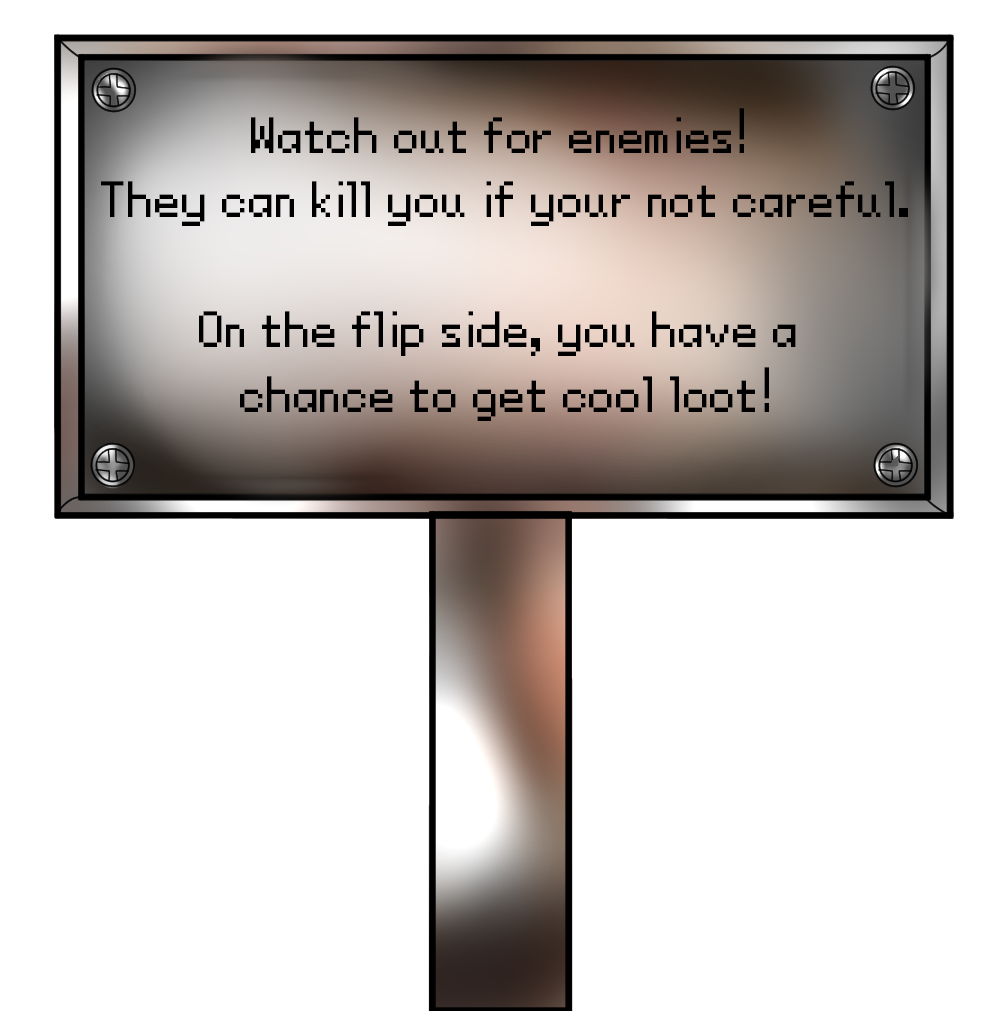 Watch out for enemies!
They can kill you if your not careful.
On the flip side, you have a
chance to get cool loot!